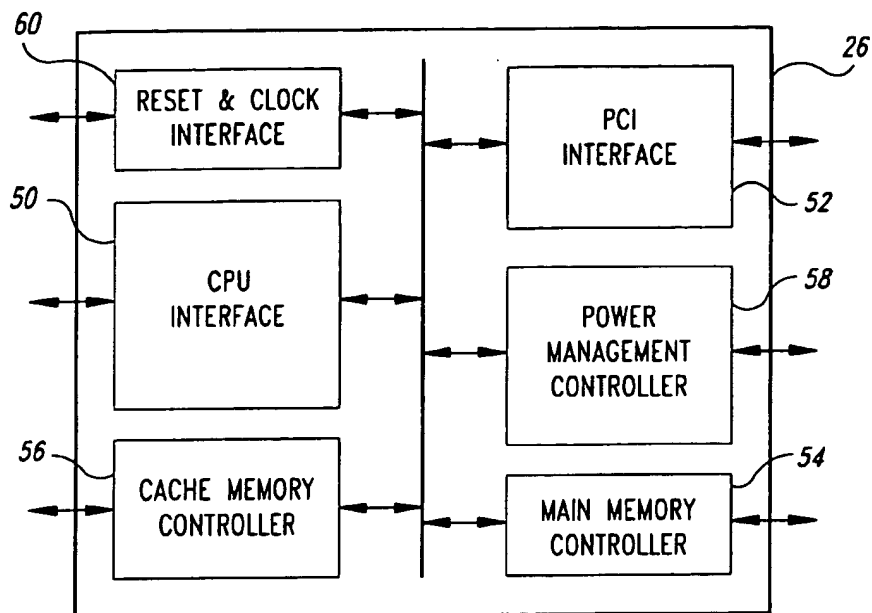 60
26
RESET & CLOCK
INTERFACE
PCI
INTERFACE
50
52
CPU
INTERFACE
58
POWER
MANAGEMENT
CONTROLLER
56
54
CACHE MEMORY
CONTROLLER
MAIN MEMORY
CONTROLLER